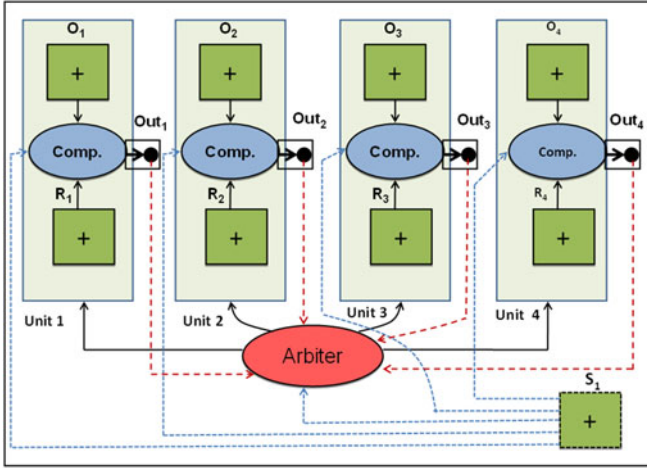 O1 O2 O3 O4
+ + + +
Out1 Out2 Out3 Out4
Comp. Comp. Comp. Comp.
R1 R2 R3 R4
+ + + +
Unit 1 Unit 2 Unit 3 Unit 4
Arbiter
S1
+